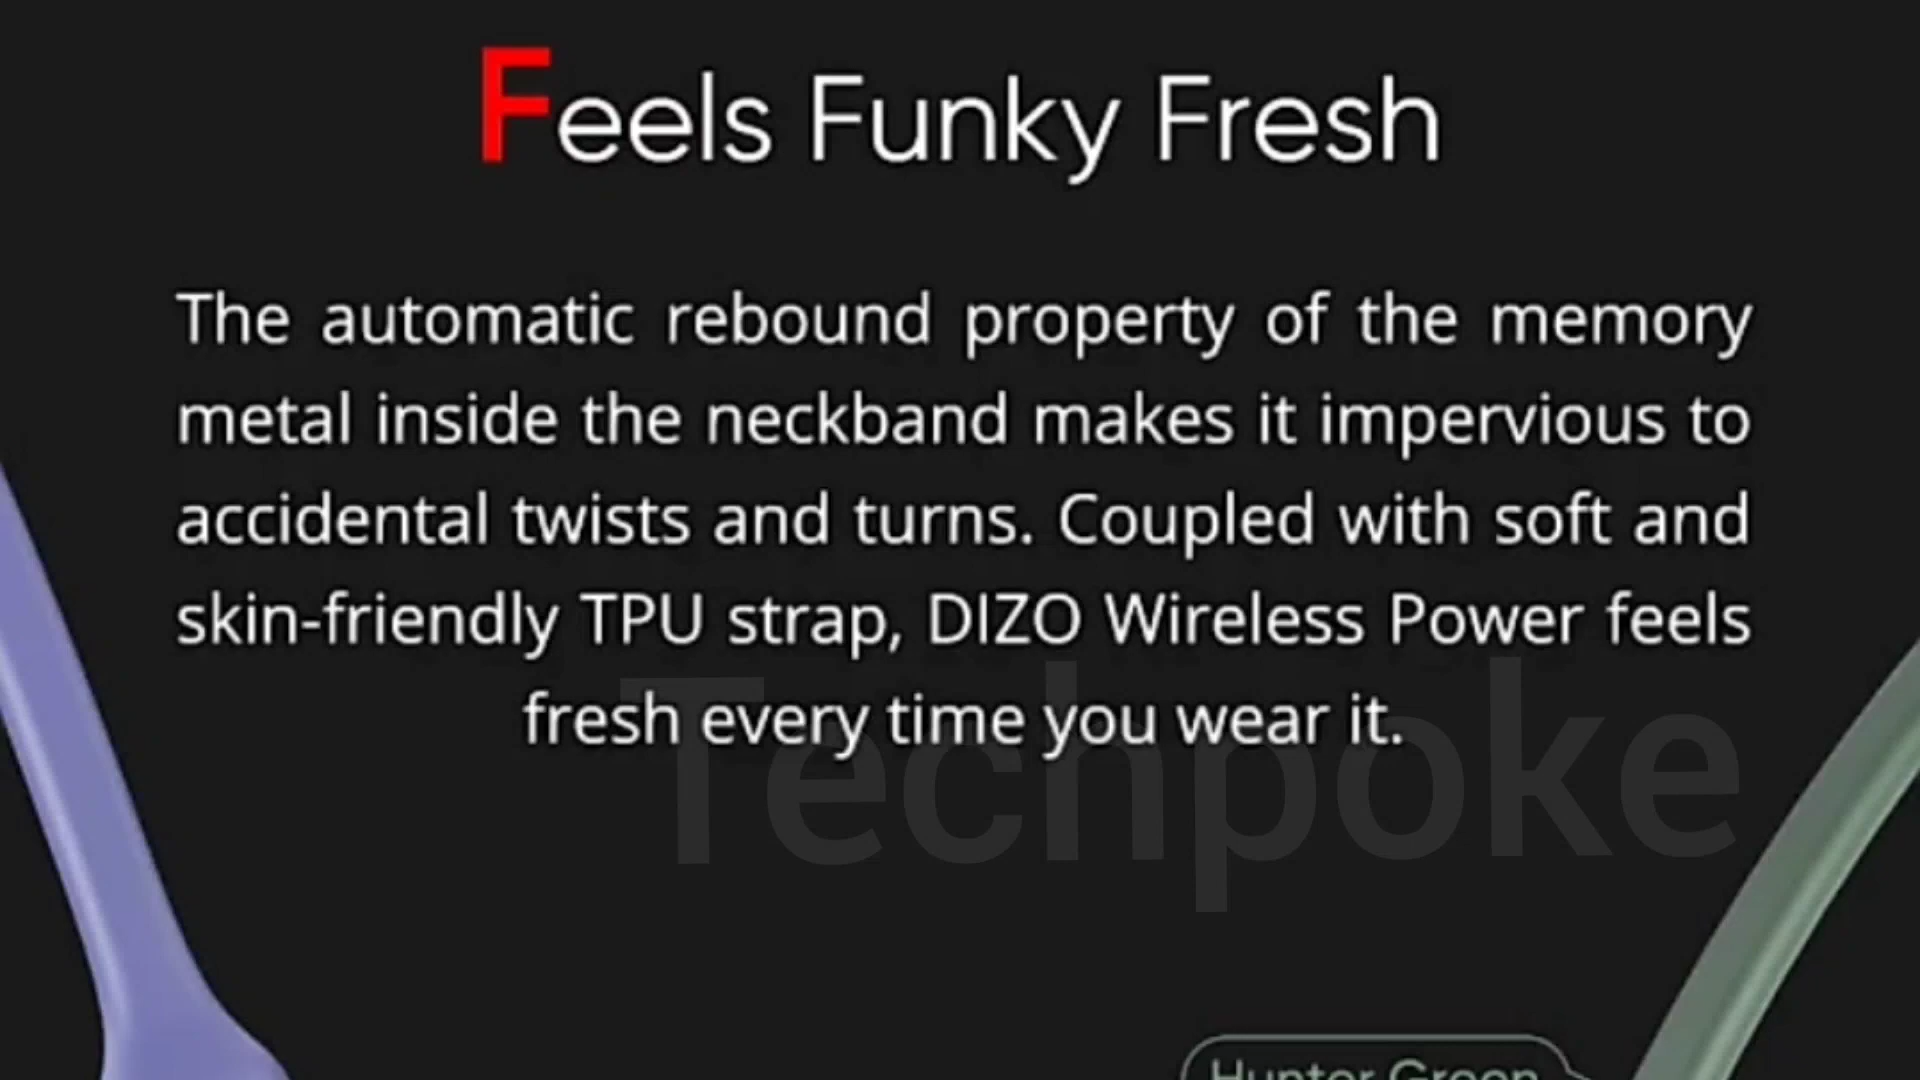 Feels Funky Fresh
The automatic rebound property of the memory
metal inside the neckband makes it impervious to
accidental twists and turns. Coupled with soft and
skin-friendly TPU strap, DIZO Wireless Power feels
fresh every time you wear it.
Techpoke
Hunter Green